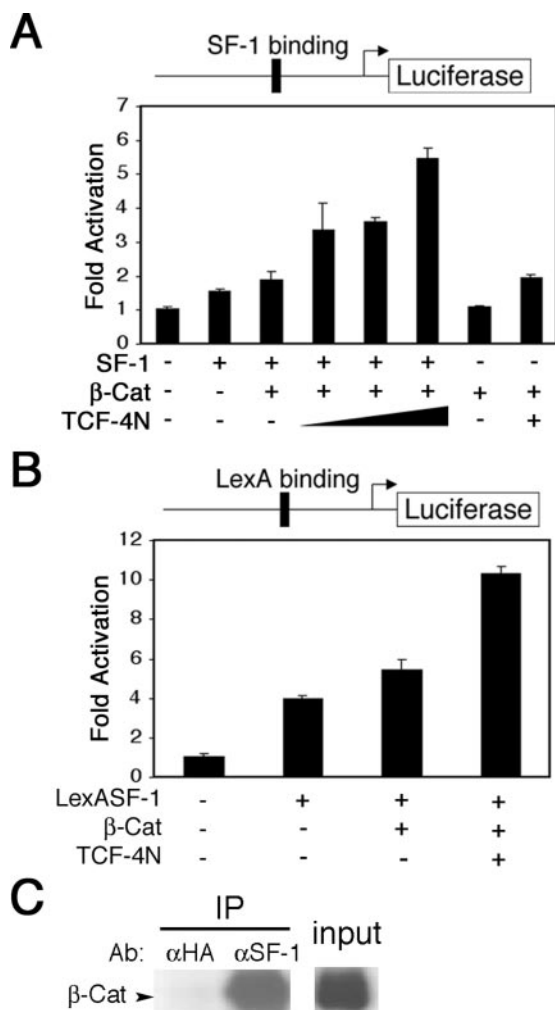 A
SF-1 binding
Luciferase
7
6
5
4
3
2
1
0
Fold Activation
SF-1 - + + + + + - -
β-Cat - - + + + + + +
TCF-4N - - - - +
B
LexA binding
Luciferase
12
10
8
6
4
2
0
Fold Activation
LexASF-1 - + + +
β-Cat - - + +
TCF-4N - - - +
C
IP
input
Ab: αHA αSF-1
β-Cat